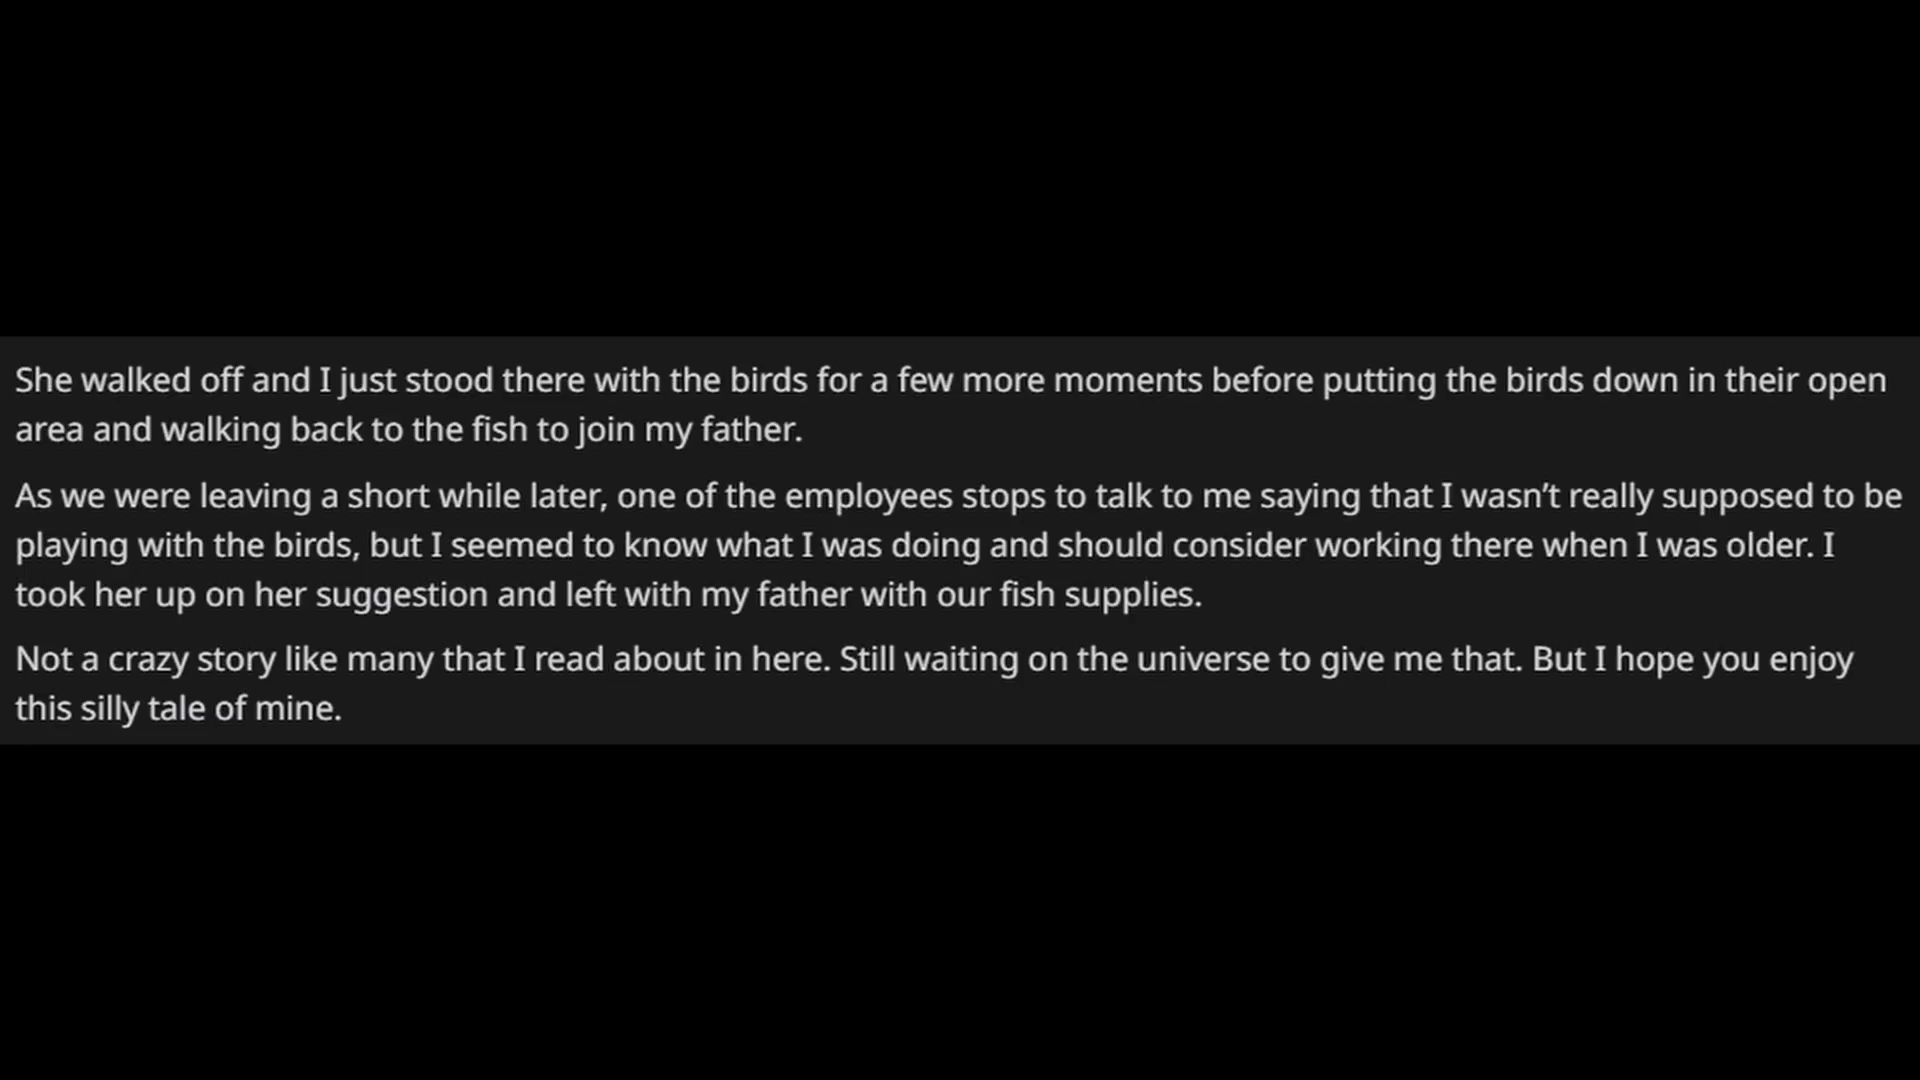 She walked off and I just stood there with the birds for a few more moments before putting the birds down in their open
area and walking back to the fish to join my father.
As we were leaving a short while later, one of the employees stops to talk to me saying that I wasn’t really supposed to be
playing with the birds, but I seemed to know what I was doing and should consider working there when I was older. I
took her up on her suggestion and left with my father with our fish supplies.
Not a crazy story like many that I read about in here. Still waiting on the universe to give me that. But I hope you enjoy
this silly tale of mine.